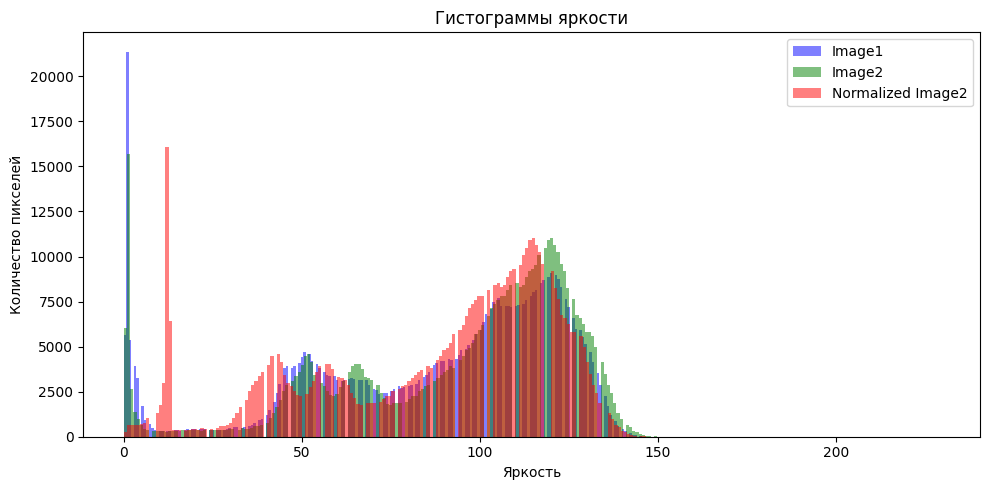 Гистограммы яркости
Image1
Image2
Normalized Image2
Количество пикселей
20000
17500
15000
12500
10000
7500
5000
2500
0
0
50
100
150
200
Яркость